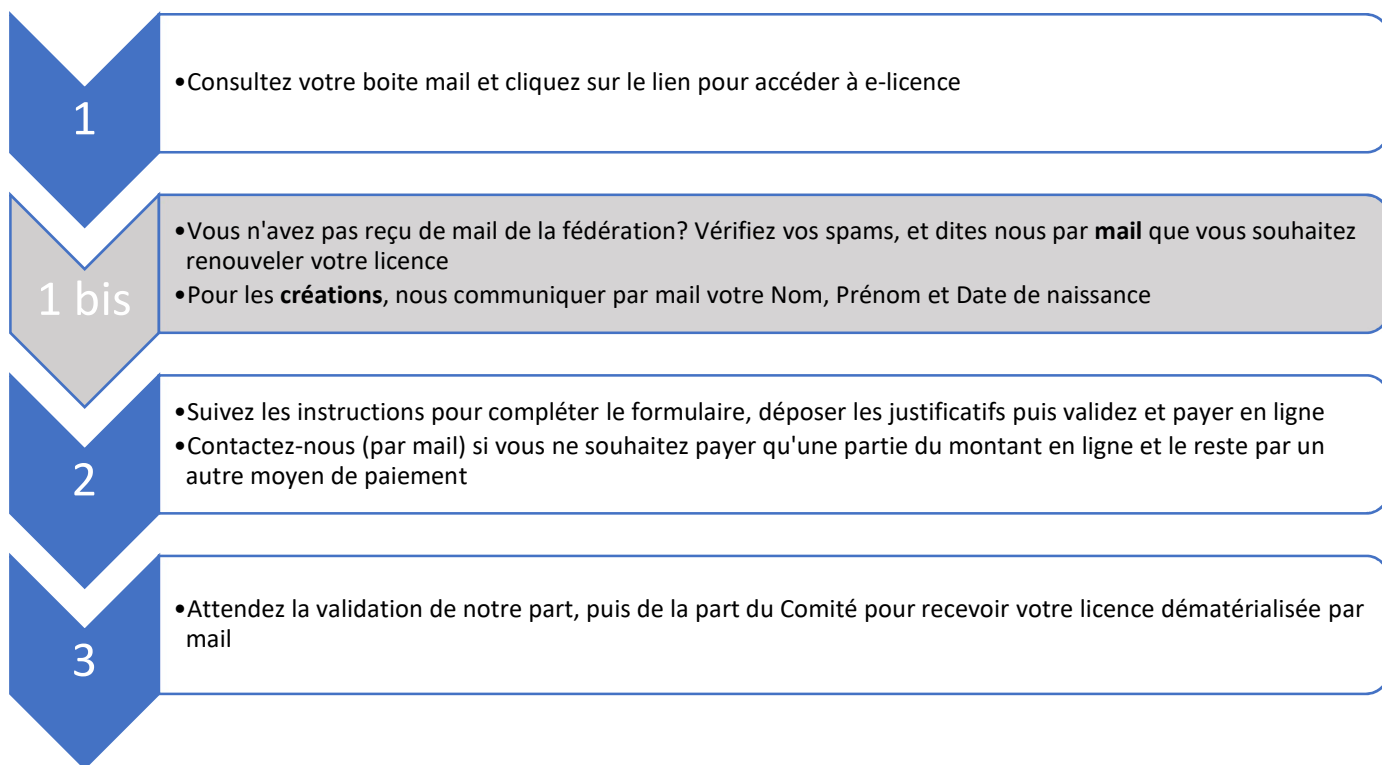 1
•Consultez votre boite mail et cliquez sur le lien pour accéder à e-licence
1 bis
•Vous n'avez pas reçu de mail de la fédération? Vérifiez vos spams, et dites nous par mail que vous souhaitez
renouveler votre licence
•Pour les créations, nous communiquer par mail votre Nom, Prénom et Date de naissance
2
•Suivez les instructions pour compléter le formulaire, déposer les justificatifs puis validez et payer en ligne
•Contactez-nous (par mail) si vous ne souhaitez payer qu'une partie du montant en ligne et le reste par un
autre moyen de paiement
3
•Attendez la validation de notre part, puis de la part du Comité pour recevoir votre licence dématérialisée par
mail